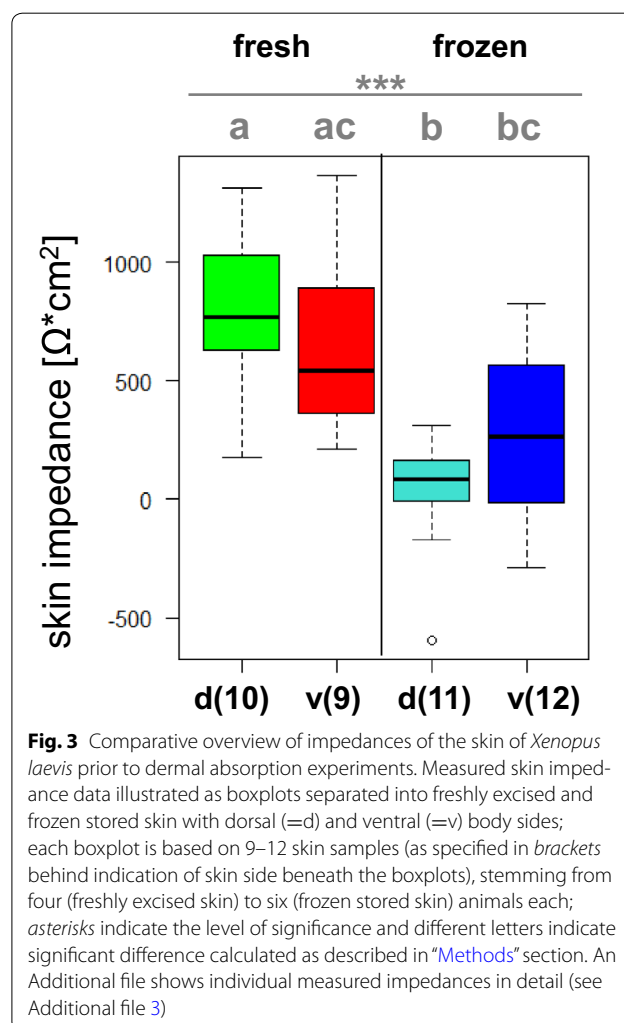 fresh frozen
***
a ac b bc
skin impedance [Ω*cm²]
1000
500
0
-500
d(10) v(9) d(11) v(12)
Fig. 3 Comparative overview of impedances of the skin of Xenopus
laevis prior to dermal absorption experiments. Measured skin imped-
ance data illustrated as boxplots separated into freshly excised and
frozen stored skin with dorsal (=d) and ventral (=v) body sides;
each boxplot is based on 9–12 skin samples (as specified in brackets
behind indication of skin side beneath the boxplots), stemming from
four (freshly excised skin) to six (frozen stored skin) animals each;
asterisks indicate the level of significance and different letters indicate
significant difference calculated as described in “Methods” section. An
Additional file shows individual measured impedances in detail (see
Additional file 3)